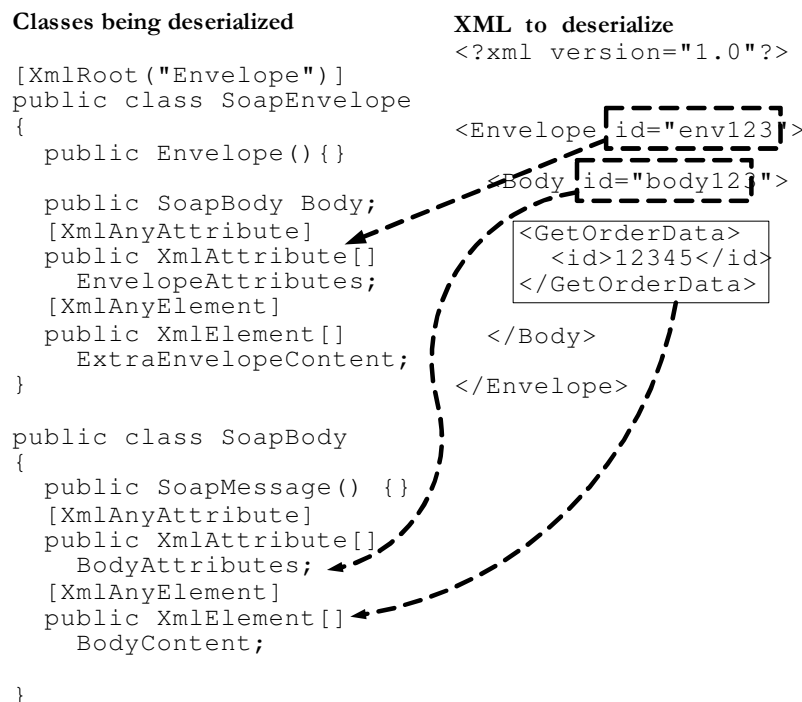 Classes being deserialized
[XmlRoot("Envelope")]
public class SoapEnvelope
{
public Envelope(){}
public SoapBody Body;
[XmlAnyAttribute]
public XmlAttribute[]
EnvelopeAttributes;
[XmlAnyElement]
public XmlElement[]
ExtraEnvelopeContent;
}
public class SoapBody
{
public SoapMessage() {}
[XmlAnyAttribute]
public XmlAttribute[]
BodyAttributes;
[XmlAnyElement]
public XmlElement[]
BodyContent;
}
XML to deserialize
<?xml version="1.0"?>
<Envelope id="env123">
<Body id="body123">
<GetOrderData>
<id>12345</id>
</GetOrderData>
</Body>
</Envelope>